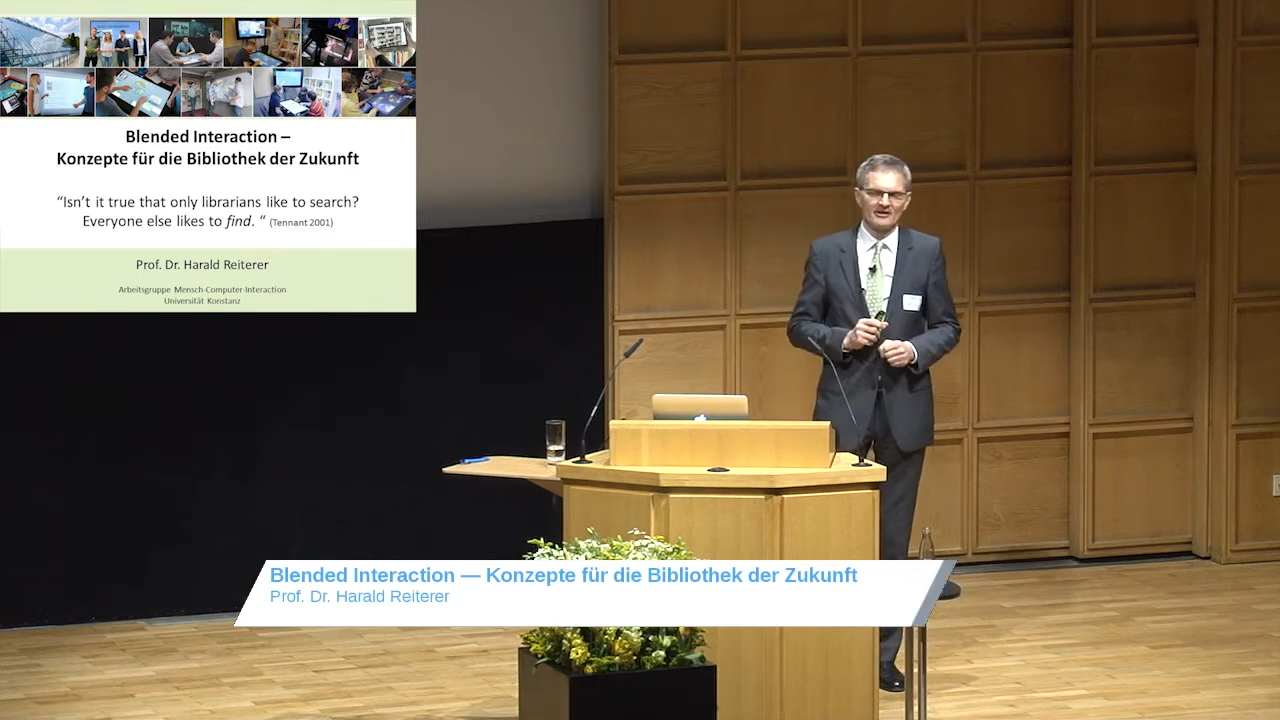 Blended Interaction –
Konzepte für die Bibliothek der Zukunft
“Isn’t it true that only librarians like to search?
Everyone else likes to find. “ (Tennant 2001)
Prof. Dr. Harald Reiterer
Arbeitsgruppe Mensch-Computer-Interaction
Universität Konstanz
Blended Interaction — Konzepte für die Bibliothek der Zukunft
Prof. Dr. Harald Reiterer